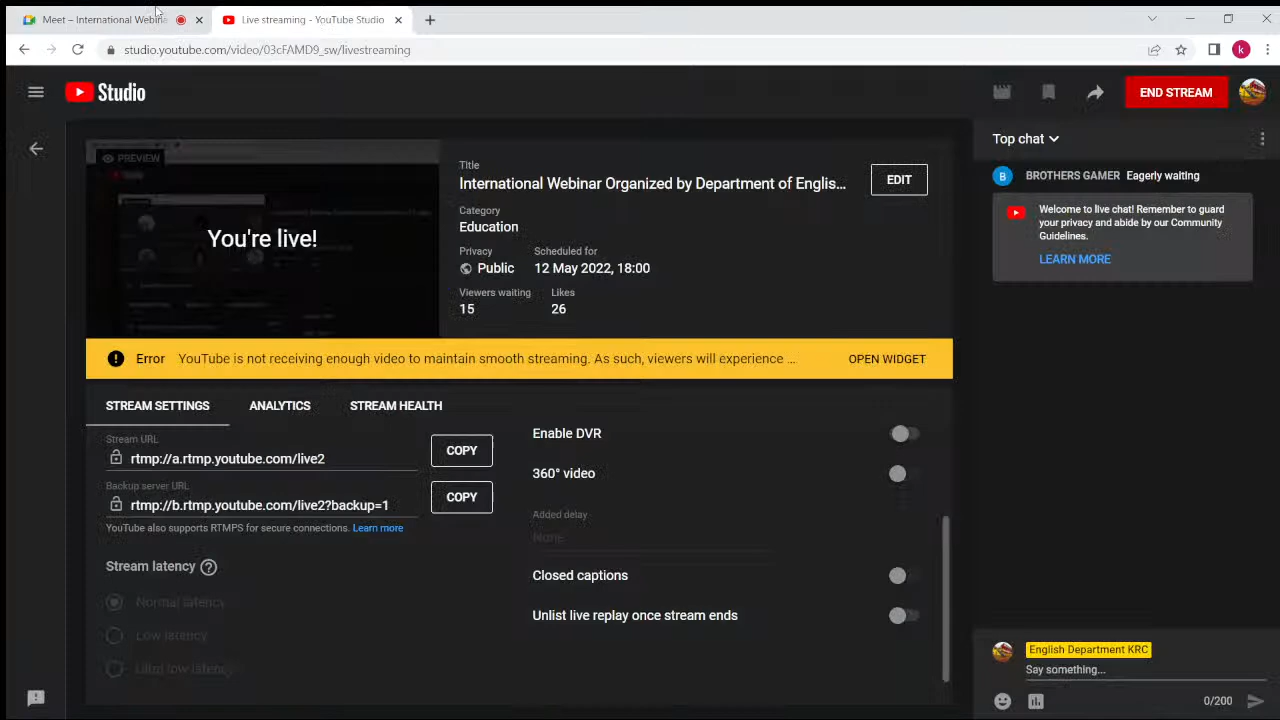 Meet – International Webin
Live streaming - YouTube Studio
studio.youtube.com/video/03cFAMD9_sw/livestreaming
k
Studio
END STREAM
PREVIEW
You're live!
Title
International Webinar Organized by Department of Englis...
EDIT
Category
Education
Privacy
Scheduled for
Public
12 May 2022, 18:00
Viewers waiting
Likes
15
26
Error YouTube is not receiving enough video to maintain smooth streaming. As such, viewers will experience ...
OPEN WIDGET
STREAM SETTINGS
ANALYTICS
STREAM HEALTH
Stream URL
rtmp://a.rtmp.youtube.com/live2
COPY
Backup server URL
rtmp://b.rtmp.youtube.com/live2?backup=1
COPY
YouTube also supports RTMPS for secure connections. Learn more
Stream latency
Normal latency
Low latency
Ultra low latency
Enable DVR
360° video
Added delay
None
Closed captions
Unlist live replay once stream ends
Top chat
B
BROTHERS GAMER Eagerly waiting
Welcome to live chat! Remember to guard
your privacy and abide by our Community
Guidelines.
LEARN MORE
English Department KRC
Say something...
0/200